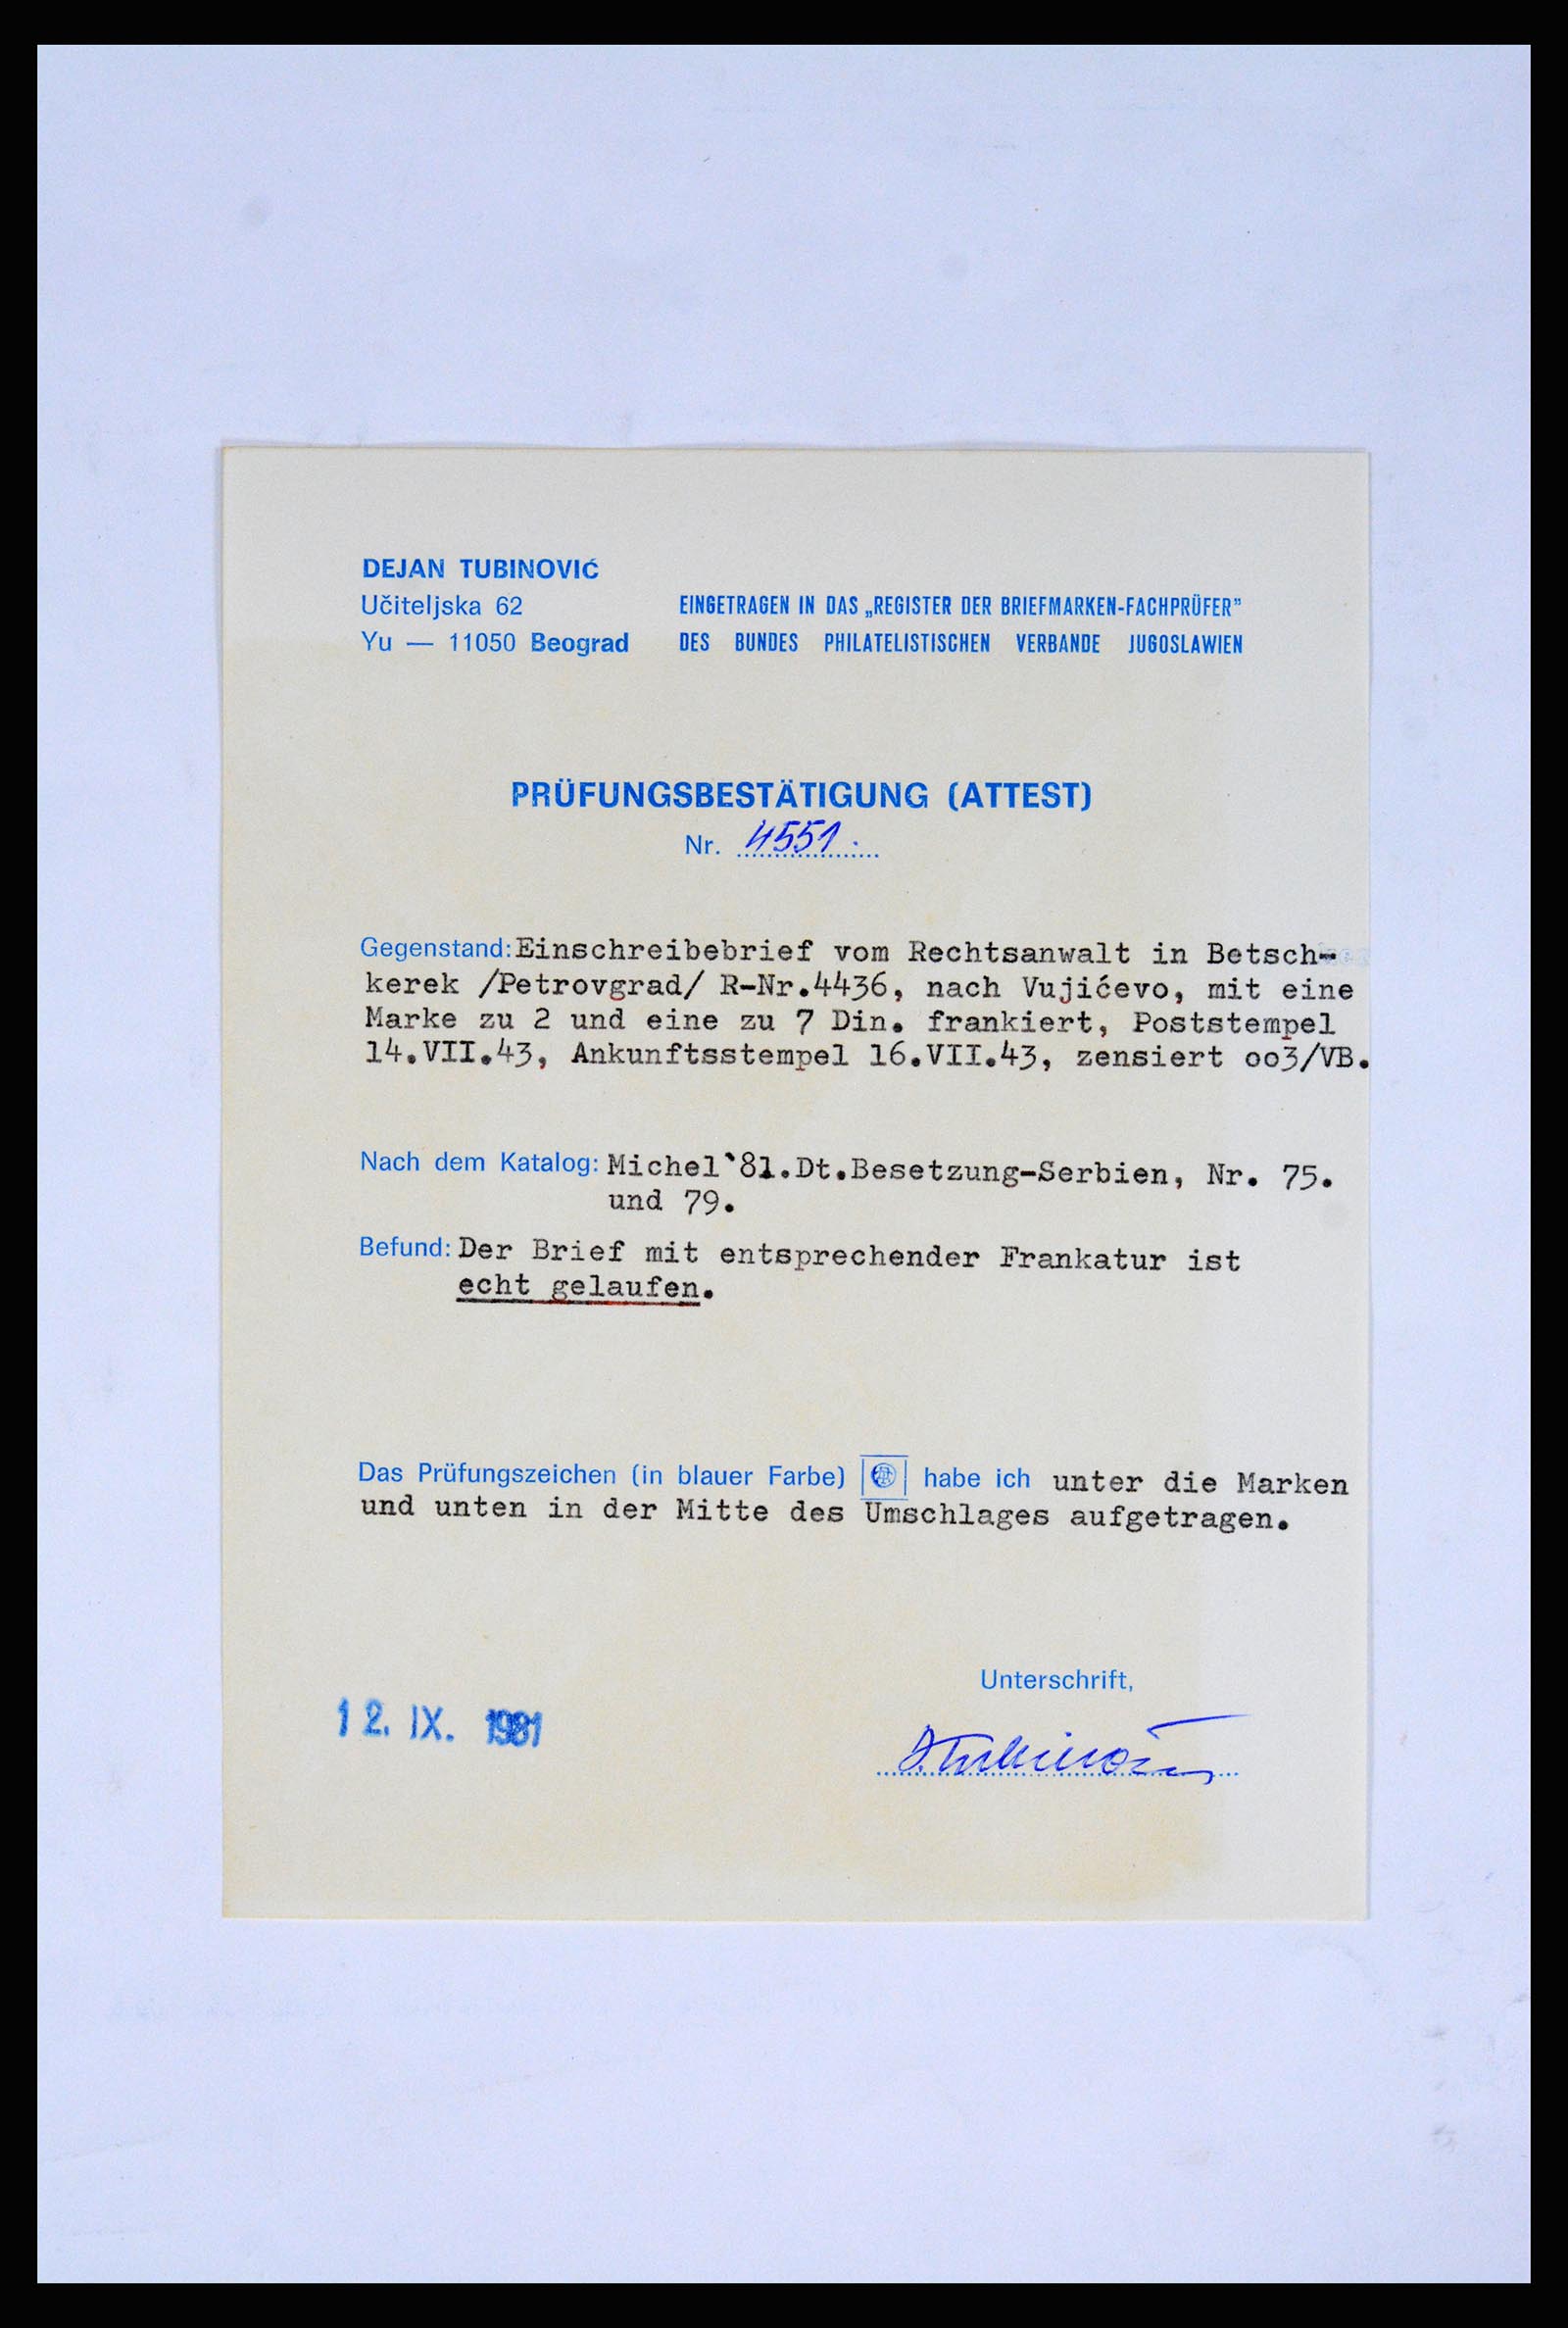 DEJAN TUBINOVIĆ
Učiteljska 62
Yu — 11050 Beograd
EINGETRAGEN IN DAS „REGISTER DER BRIEFMARKEN-FACHPRÜFER”
DES BUNDES PHILATELISTISCHEN VERBANDE JUGOSLAWIEN
PRÜFUNGSBESTÄTIGUNG (ATTEST)
Nr. 4551.
Gegenstand: Einschreibebrief vom Rechtsanwalt in Betsch-
kerek /Petrovgrad/ R-Nr.4436, nach Vujićevo, mit eine
Marke zu 2 und eine zu 7 Din. frankiert, Poststempel
14.VII.43, Ankunftsstempel 16.VII.43, zensiert oo3/VB.
Nach dem Katalog: Michel`81.Dt.Besetzung-Serbien, Nr. 75.
und 79.
Befund: Der Brief mit entsprechender Frankatur ist
echt gelaufen.
Das Prüfungszeichen (in blauer Farbe) habe ich unter die Marken
und unten in der Mitte des Umschlages aufgetragen.
Unterschrift,
12. IX. 1981
D. Tubinović